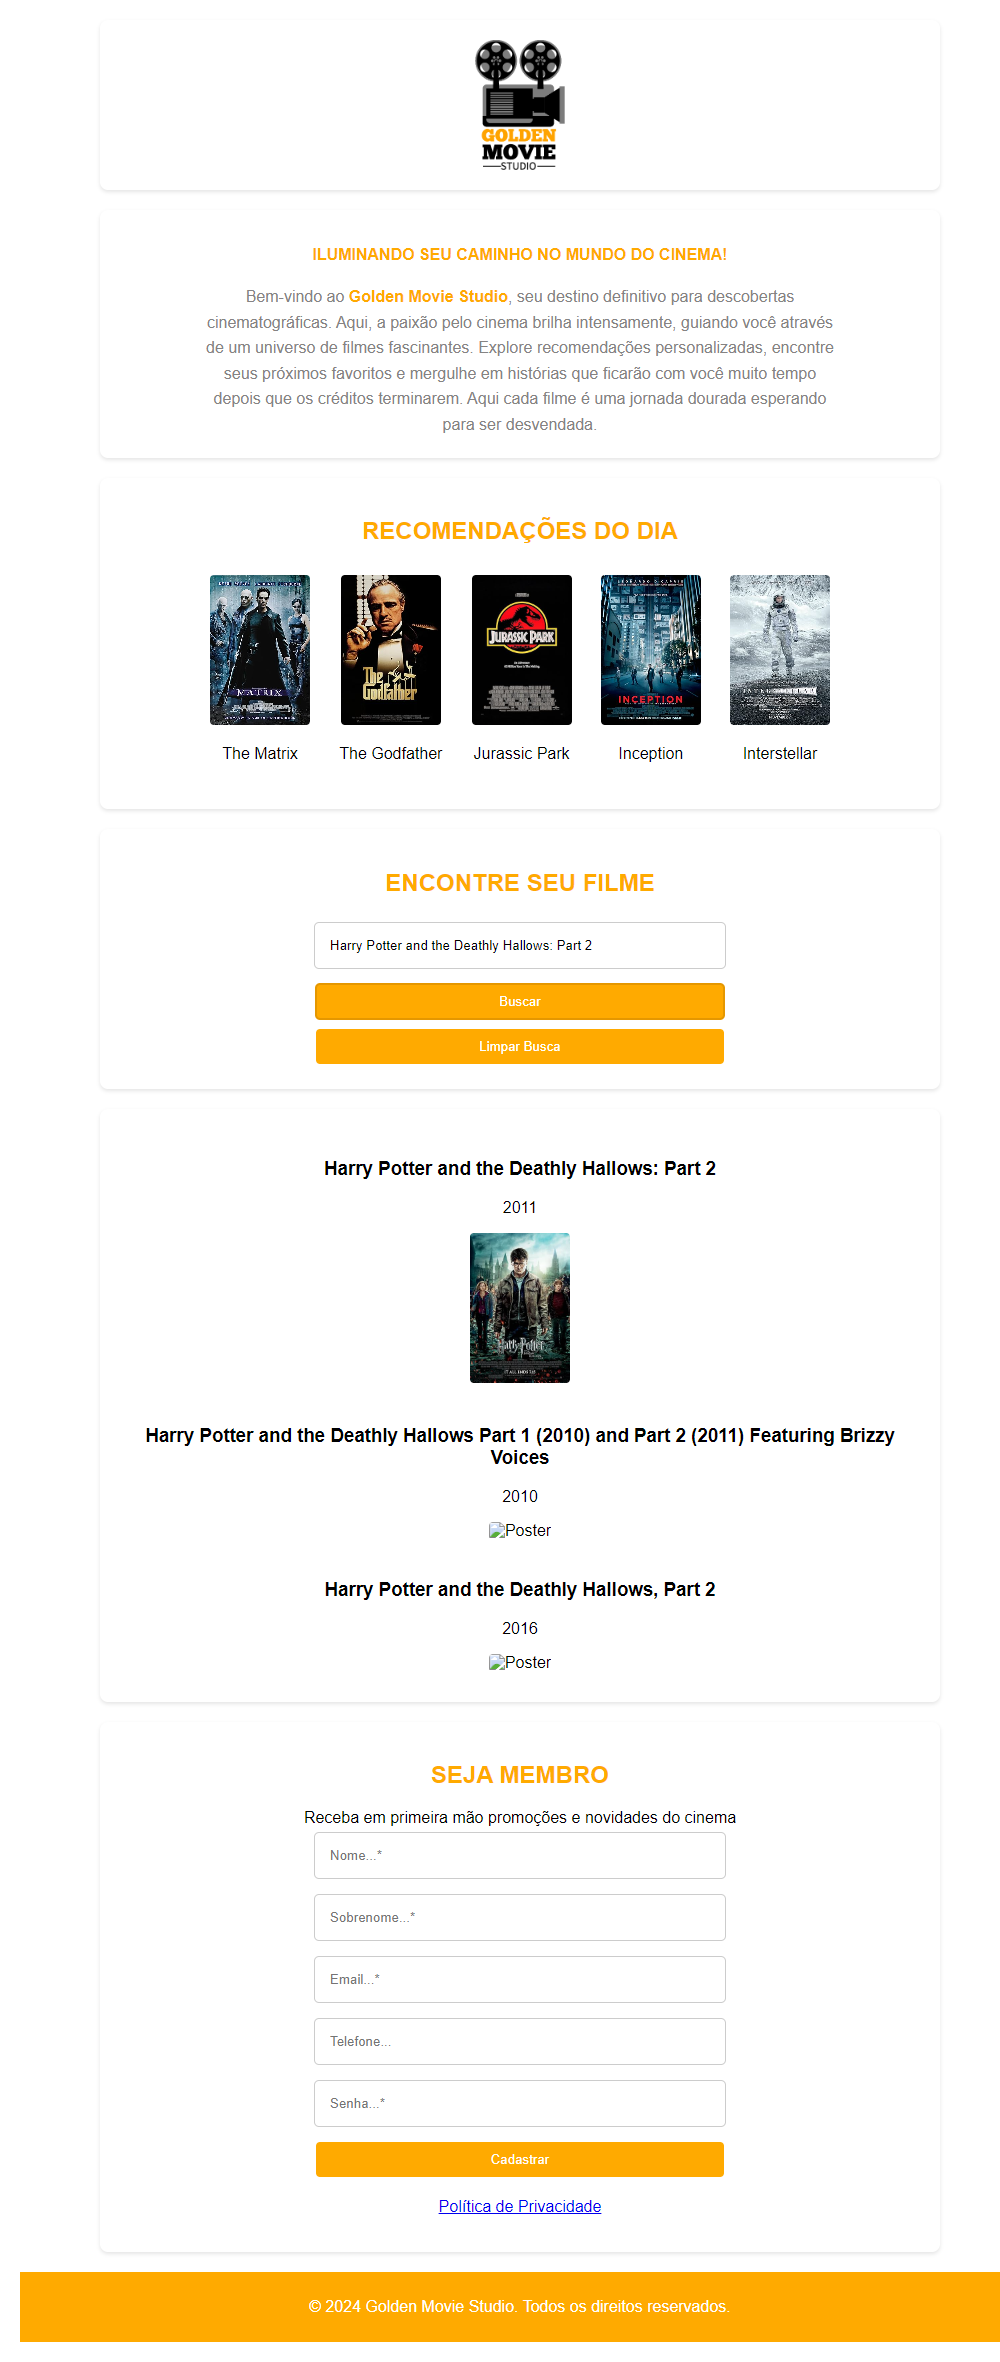 GOLDEN
MOVIE
STUDIO
ILUMINANDO SEU CAMINHO NO MUNDO DO CINEMA!
Bem-vindo ao Golden Movie Studio, seu destino definitivo para descobertas
cinematográficas. Aqui, a paixão pelo cinema brilha intensamente, guiando você através
de um universo de filmes fascinantes. Explore recomendações personalizadas, encontre
seus próximos favoritos e mergulhe em histórias que ficarão com você muito tempo
depois que os créditos terminarem. Aqui cada filme é uma jornada dourada esperando
para ser desvendada.
RECOMENDAÇÕES DO DIA
MATRIX
The Godfather
JURASSIC PARK
INCEPTION
The Matrix
The Godfather
Jurassic Park
Inception
Interstellar
ENCONTRE SEU FILME
Harry Potter and the Deathly Hallows: Part 2
Buscar
Limpar Busca
Harry Potter and the Deathly Hallows: Part 2
2011
Harry Potter
Harry Potter and the Deathly Hallows Part 1 (2010) and Part 2 (2011) Featuring Brizzy
Voices
2010
Poster
Harry Potter and the Deathly Hallows, Part 2
2016
Poster
SEJA MEMBRO
Receba em primeira mão promoções e novidades do cinema
Nome...*
Sobrenome...*
Email...*
Telefone...
Senha...*
Cadastrar
Política de Privacidade
© 2024 Golden Movie Studio. Todos os direitos reservados.